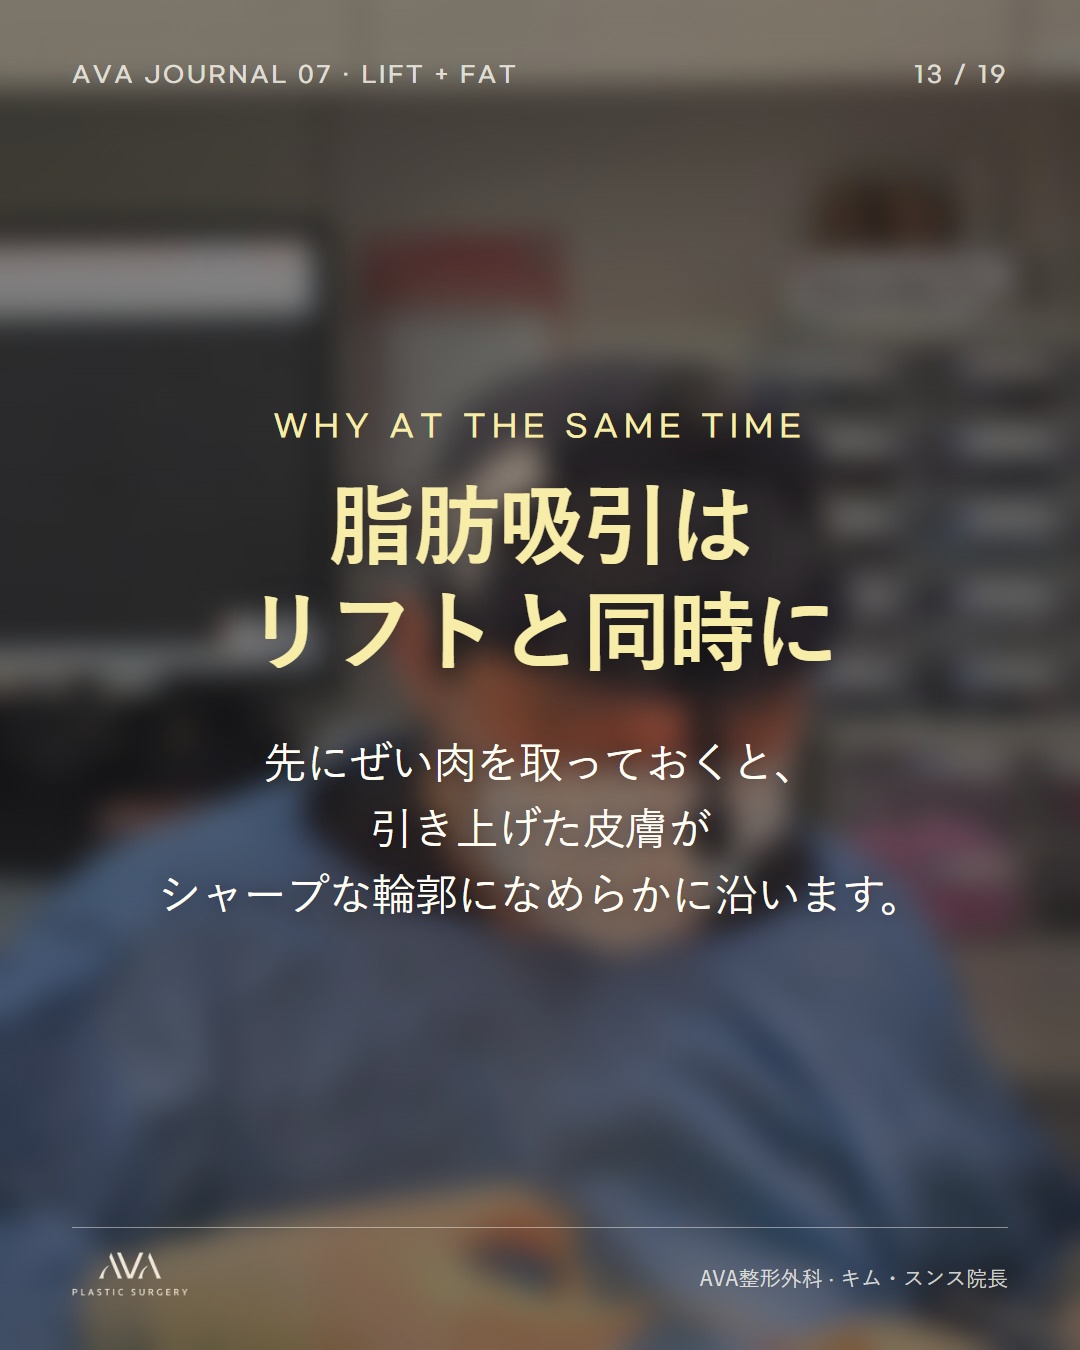 AVA JOURNAL 07 · LIFT + FAT
13 / 19
WHY AT THE SAME TIME
脂肪吸引は
リフトと同時に
先にぜい肉を取っておくと、
引き上げた皮膚が
シャープな輪郭になめらかに沿います。
AVA
PLASTIC SURGERY
AVA整形外科 · キム・スンス院長